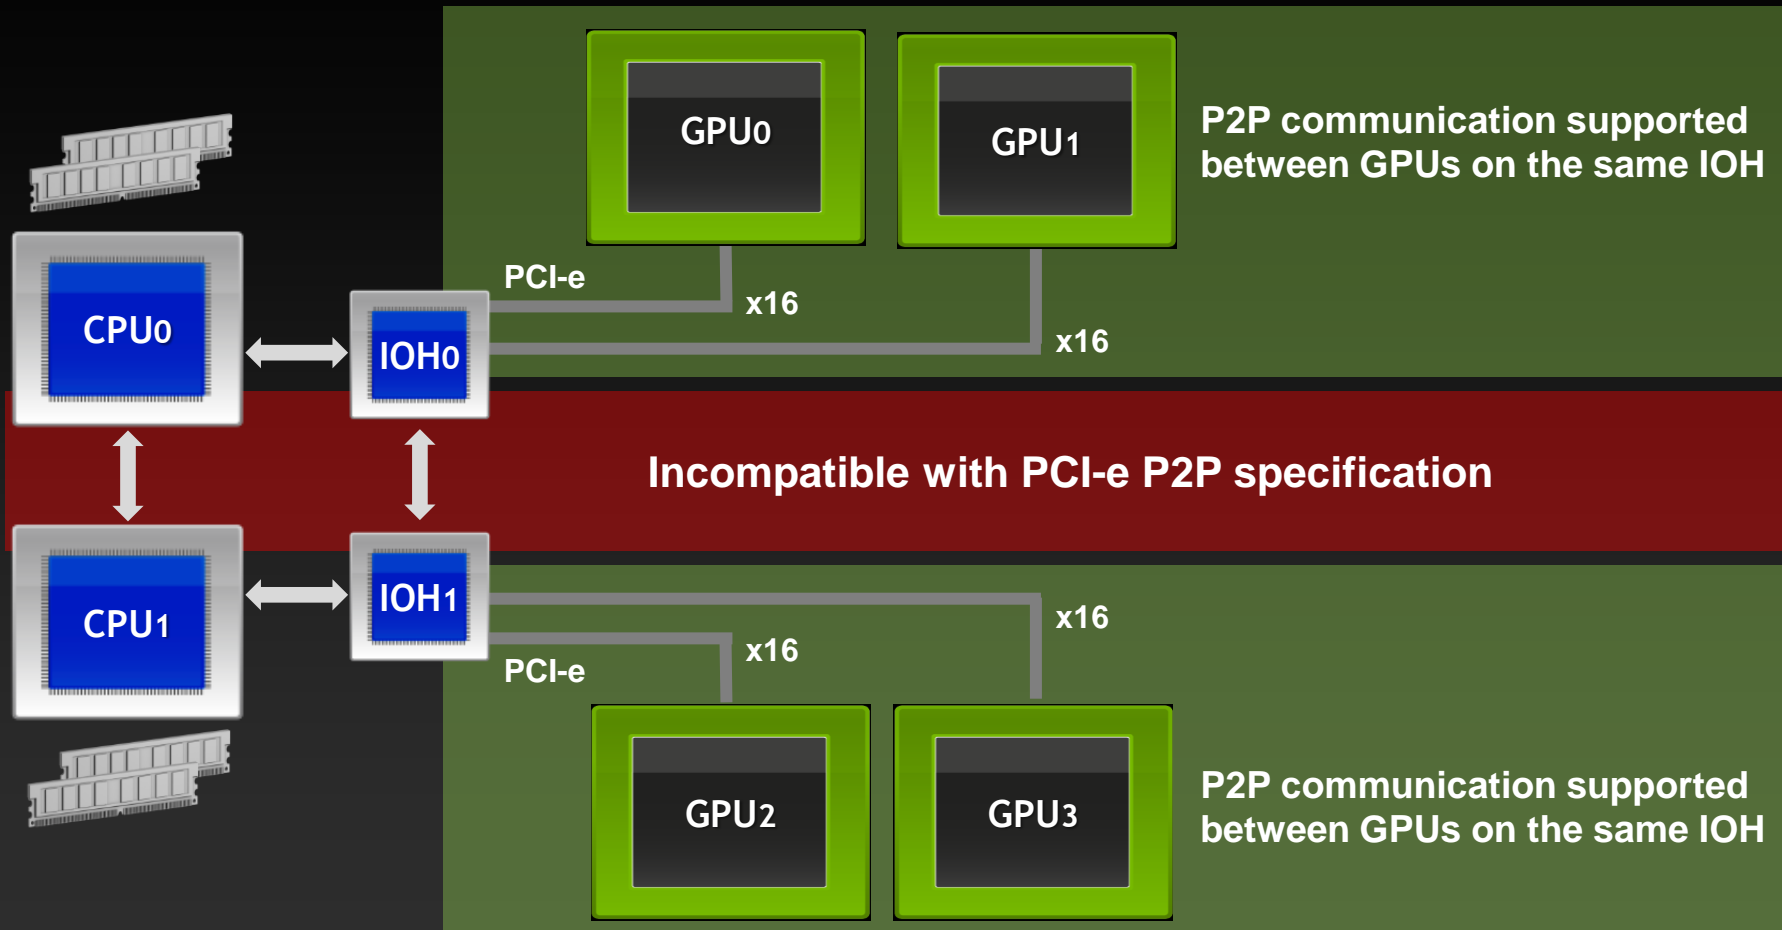 GPU0
GPU1
P2P communication supported
between GPUs on the same IOH
PCI-e
x16
x16
CPU0
IOH0
Incompatible with PCI-e P2P specification
CPU1
IOH1
x16
x16
PCI-e
GPU2
GPU3
P2P communication supported
between GPUs on the same IOH